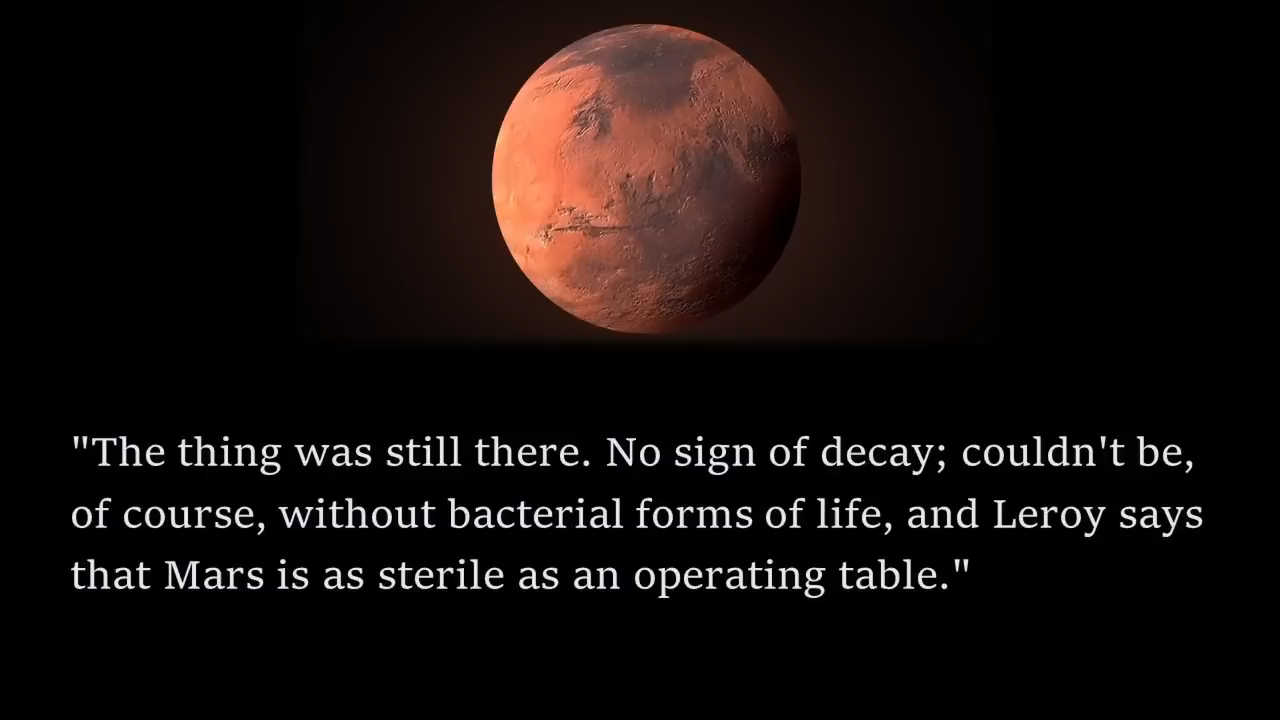 "The thing was still there. No sign of decay; couldn't be,
of course, without bacterial forms of life, and Leroy says
that Mars is as sterile as an operating table."